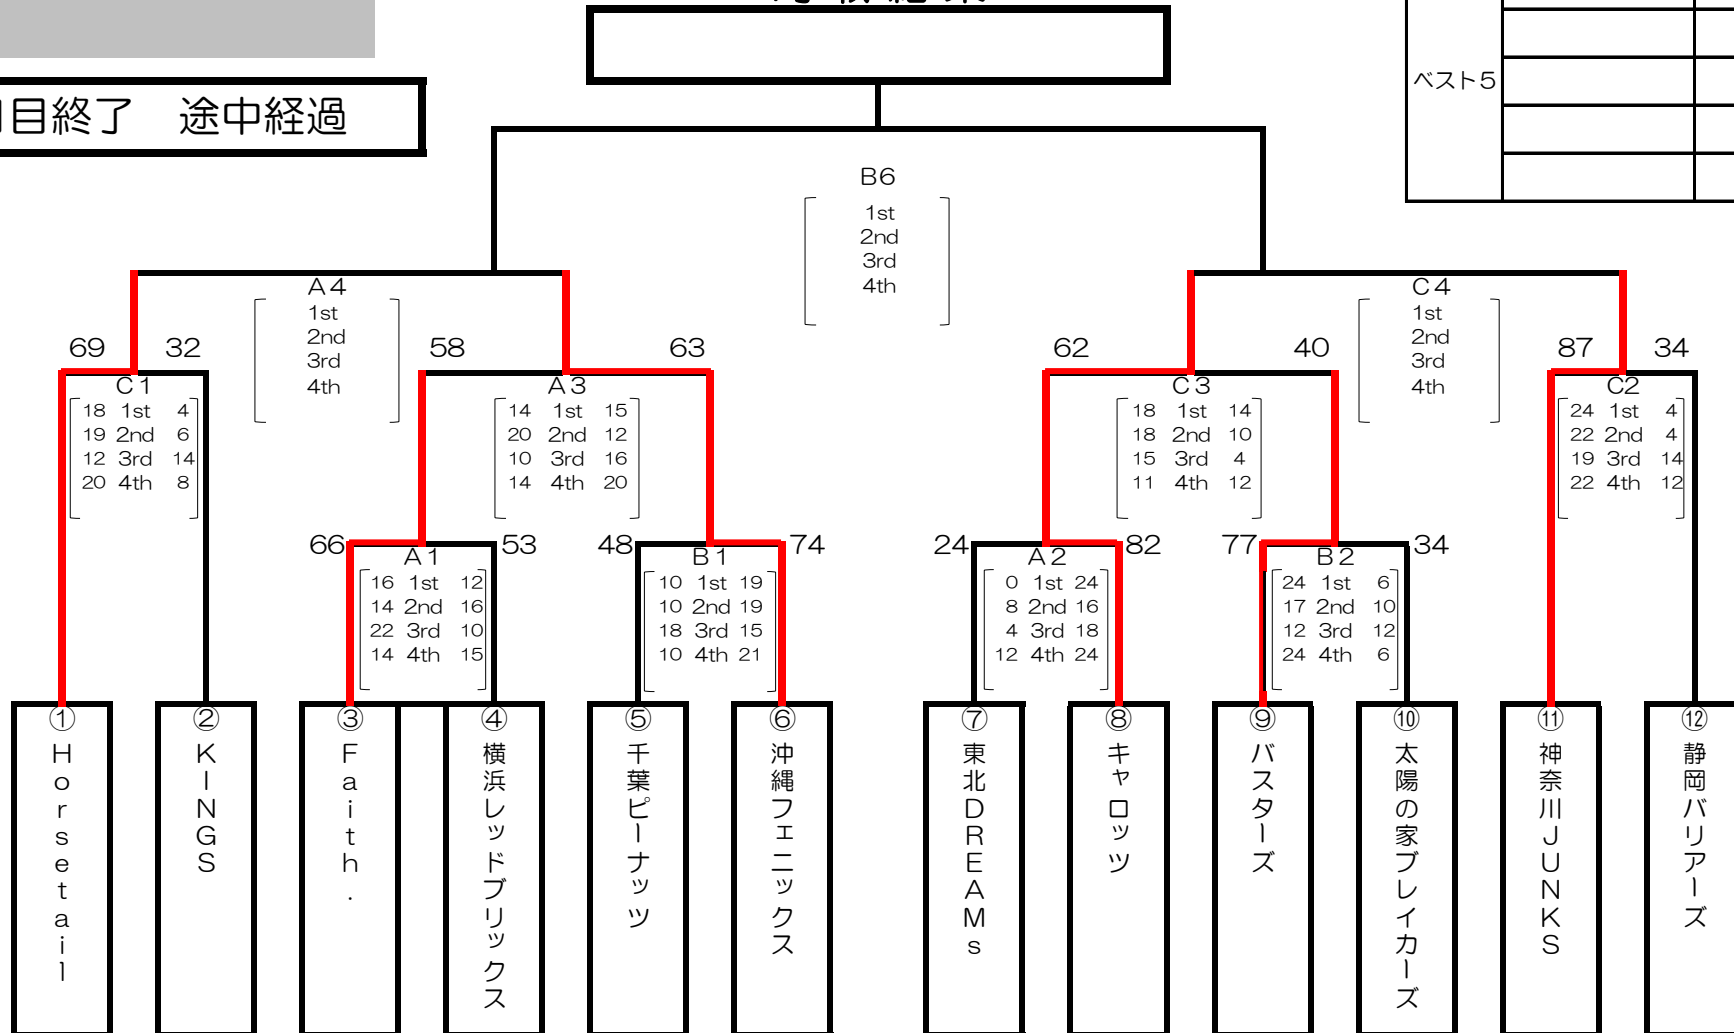 ベスト5
日目終了　途中経過
B6
1st
2nd
3rd
4th
A4
1st
2nd
3rd
4th
C4
1st
2nd
3rd
4th
69 32
C1
18 1st 4
19 2nd 6
12 3rd 14
20 4th 8
58 63
A3
14 1st 15
20 2nd 12
10 3rd 16
14 4th 20
62 40
C3
18 1st 14
18 2nd 10
15 3rd 4
11 4th 12
87 34
C2
24 1st 4
22 2nd 4
19 3rd 14
22 4th 12
66 53
A1
16 1st 12
14 2nd 16
22 3rd 10
14 4th 15
48 74
B1
10 1st 19
10 2nd 19
18 3rd 15
10 4th 21
24 82
A2
0 1st 24
8 2nd 16
4 3rd 18
12 4th 24
77 34
B2
24 1st 6
17 2nd 10
12 3rd 12
24 4th 6
①Horsetail
②KINGS
③Faith.
④横浜レッドブリックス
⑤千葉ピーナッツ
⑥沖縄フェニックス
⑦東北DREAMs
⑧キャロッツ
⑨バスターズ
⑩太陽の家ブレイカーズ
⑪神奈川JUNKS
⑫静岡バリアーズ